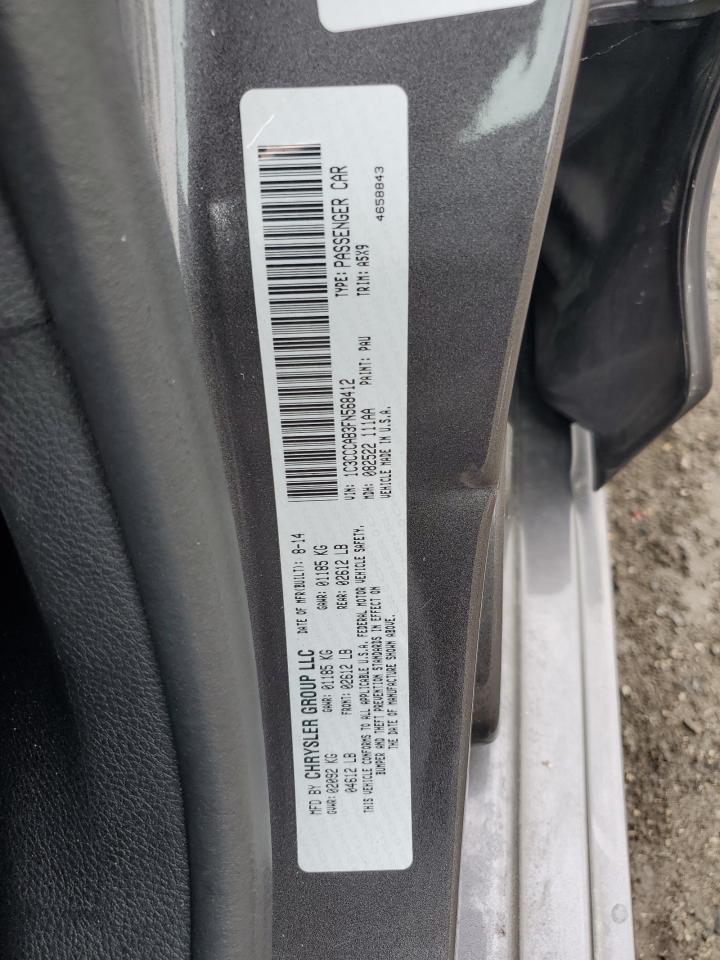 MFD BY CHRYSLER GROUP LLC DATE OF MFR(BUILT): 8-14
GVWR: 02092 KG GAWR: 01185 KG GAWR: 01185 KG
04612 LB FRONT: 02612 LB REAR: 02612 LB
THIS VEHICLE CONFORMS TO ALL APPLICABLE U.S.A. FEDERAL MOTOR VEHICLE SAFETY,
BUMPER AND THEFT PREVENTION STANDARDS IN EFFECT ON
THE DATE OF MANUFACTURE SHOWN ABOVE.
VIN: 1C3CCCAB3FN568412 TYPE: PASSENGER CAR
MDH: 082522 111AA PAINT: PAU TRIM: A5X9
VEHICLE MADE IN U.S.A. 4658843